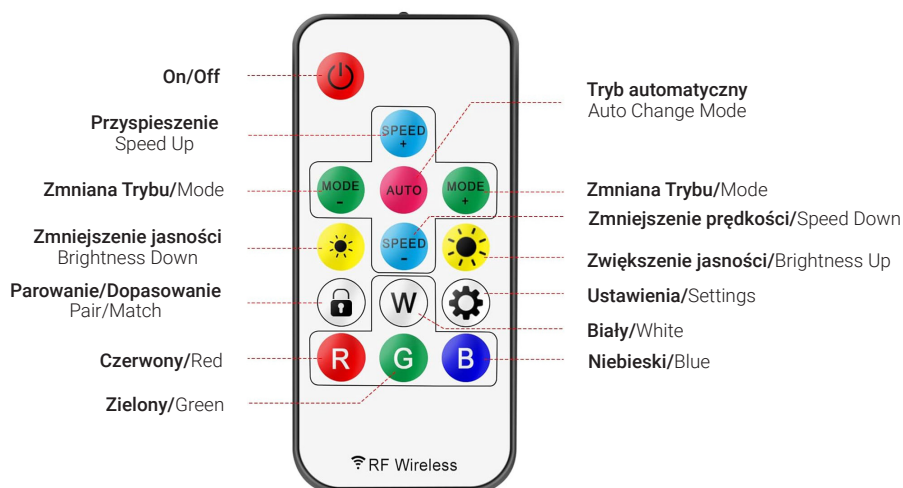 On/Off
Przyspieszenie
Speed Up
Zmniana Trybu/Mode
Zmniejszenie jasności
Brightness Down
Parowanie/Dopasowanie
Pair/Match
Czerwony/Red
Zielony/Green
SPEED
+
MODE
-
AUTO
MODE
+
SPEED
-
W
R
G
B
RF Wireless
Tryb automatyczny
Auto Change Mode
Zmniana Trybu/Mode
Zmniejszenie prędkości/Speed Down
Zwiększenie jasności/Brightness Up
Ustawienia/Settings
Biały/White
Niebieski/Blue